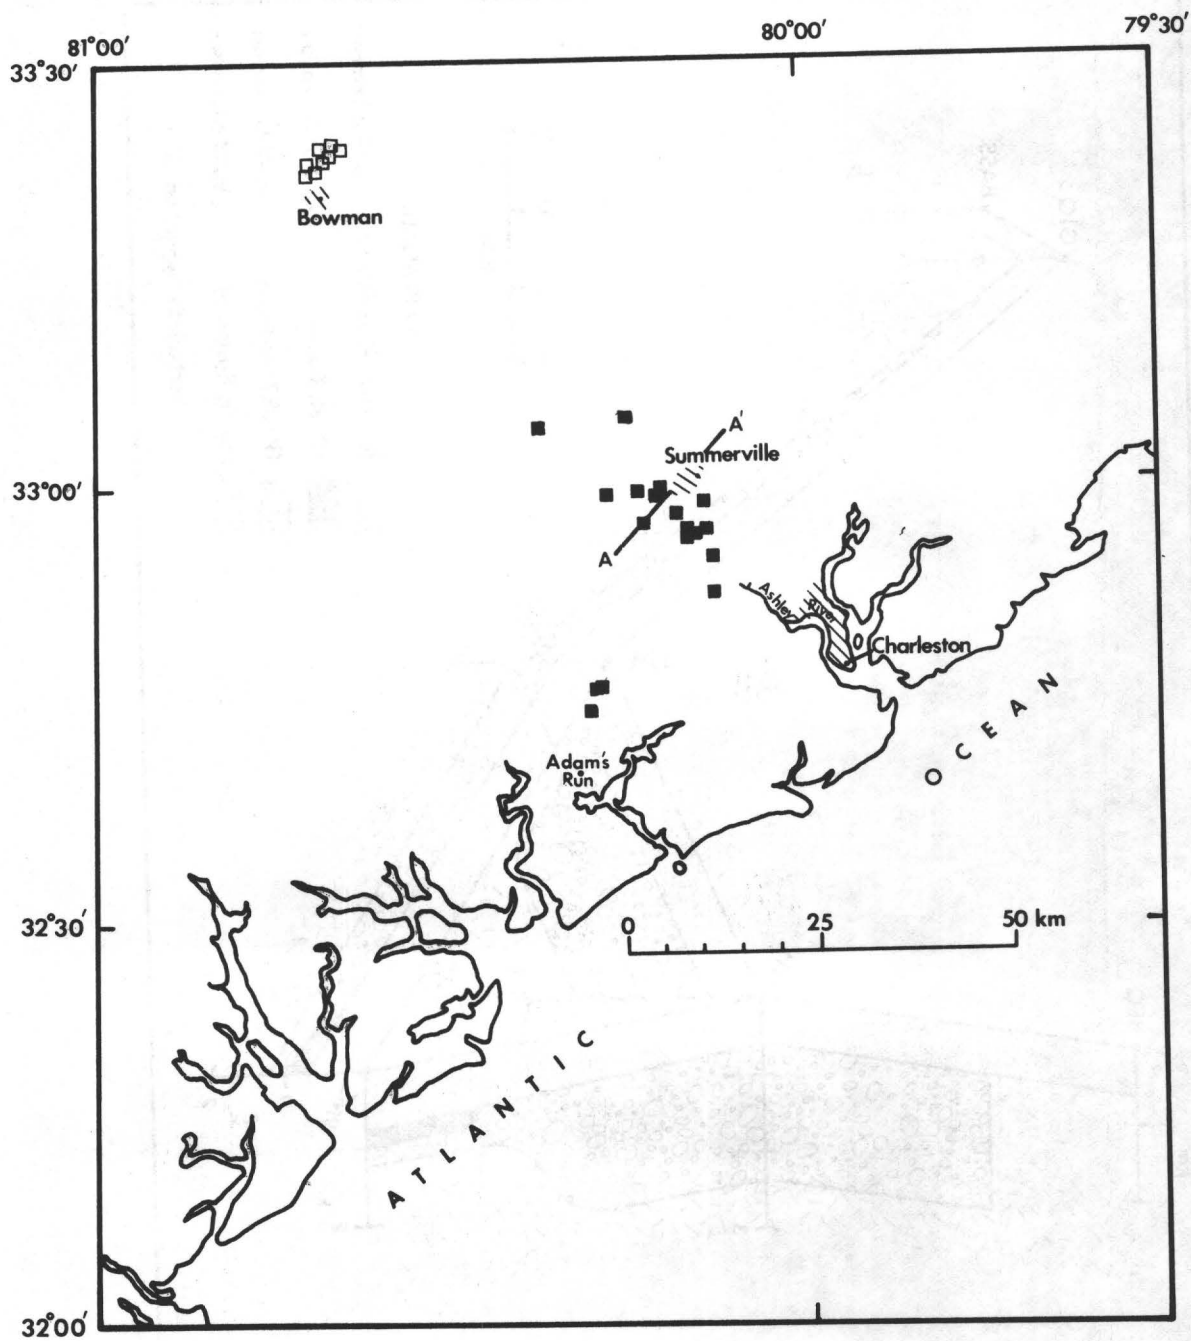 81°00′
80°00′
79°30′
33°30′
Bowman
A′
Summerville
33°00′
A
Ashley River
Charleston
OCEAN
Adam's
Run
32°30′
0 25 50 km
ATLANTIC
32°00′